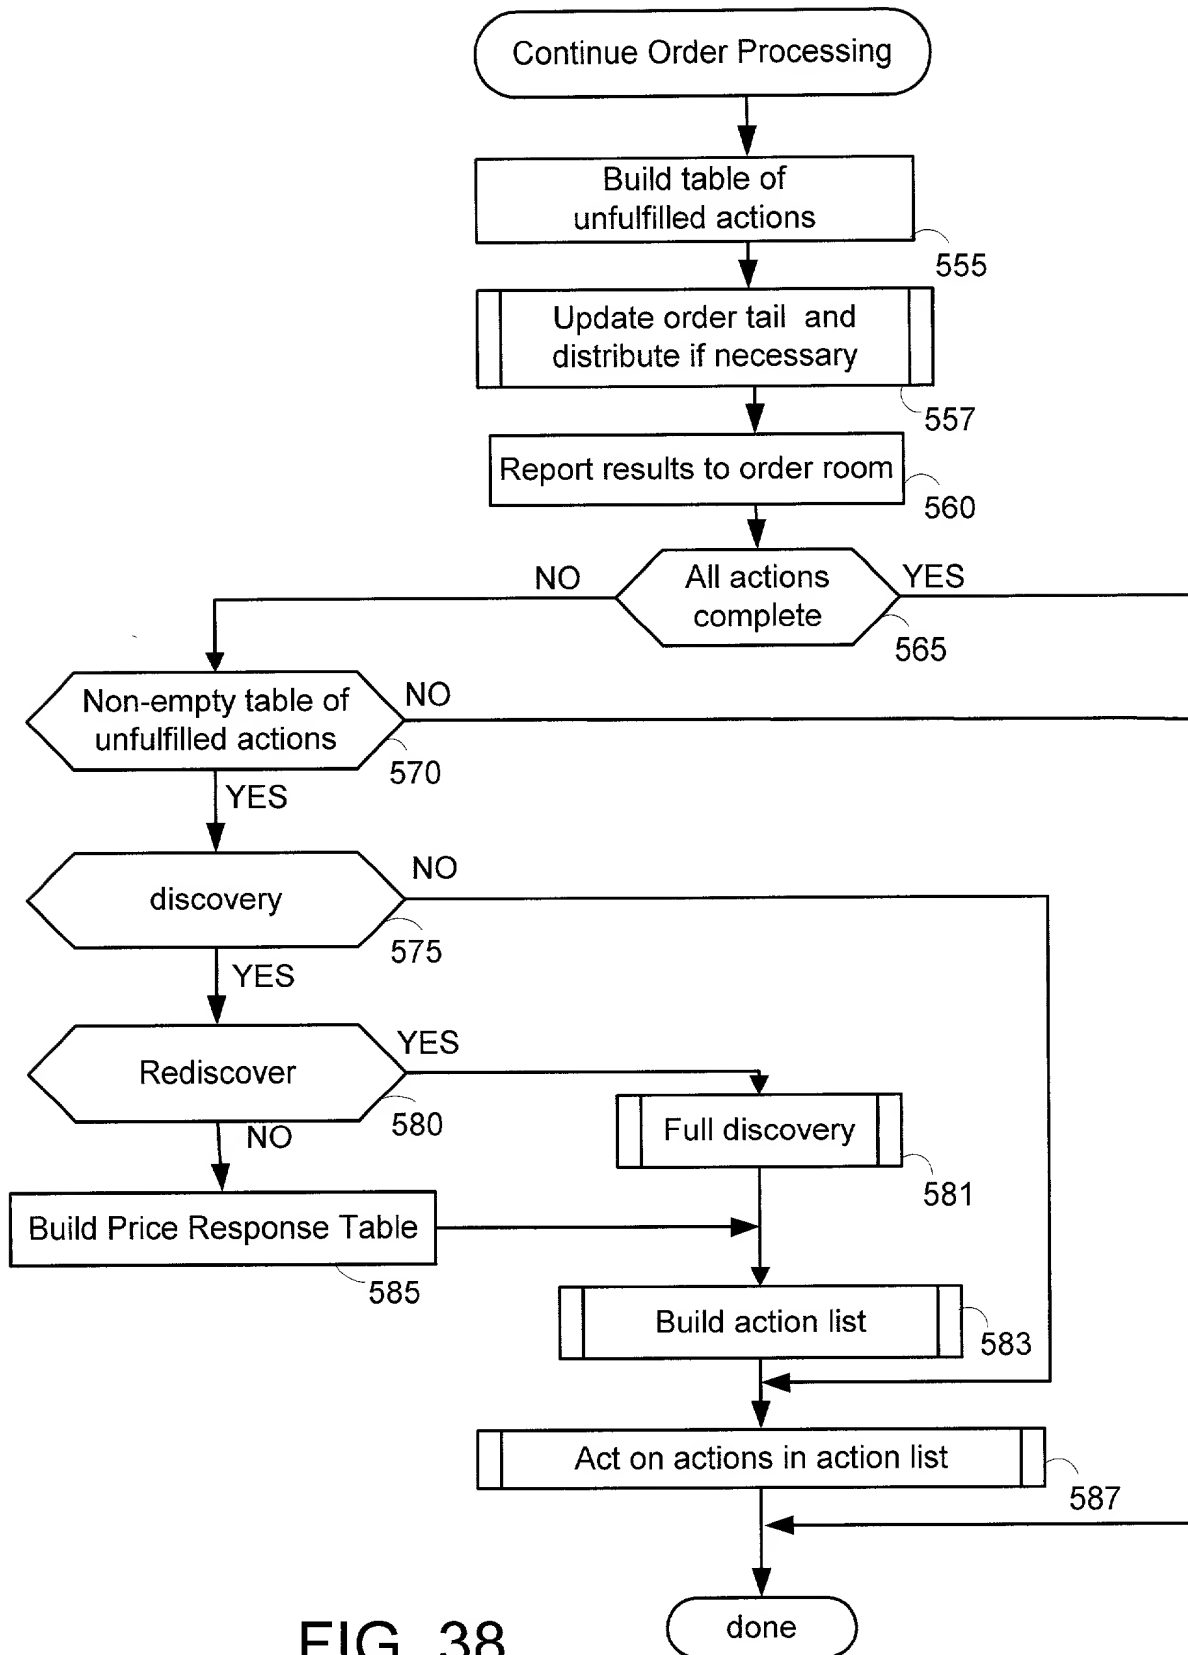 Continue Order Processing
Build table of
unfulfilled actions
555
Update order tail and
distribute if necessary
557
Report results to order room
560
NO
All actions
complete
YES
565
Non-empty table of
unfulfilled actions
NO
570
YES
discovery
NO
575
YES
Rediscover
YES
580
NO
Full discovery
581
Build Price Response Table
585
Build action list
583
Act on actions in action list
587
done
FIG. 38